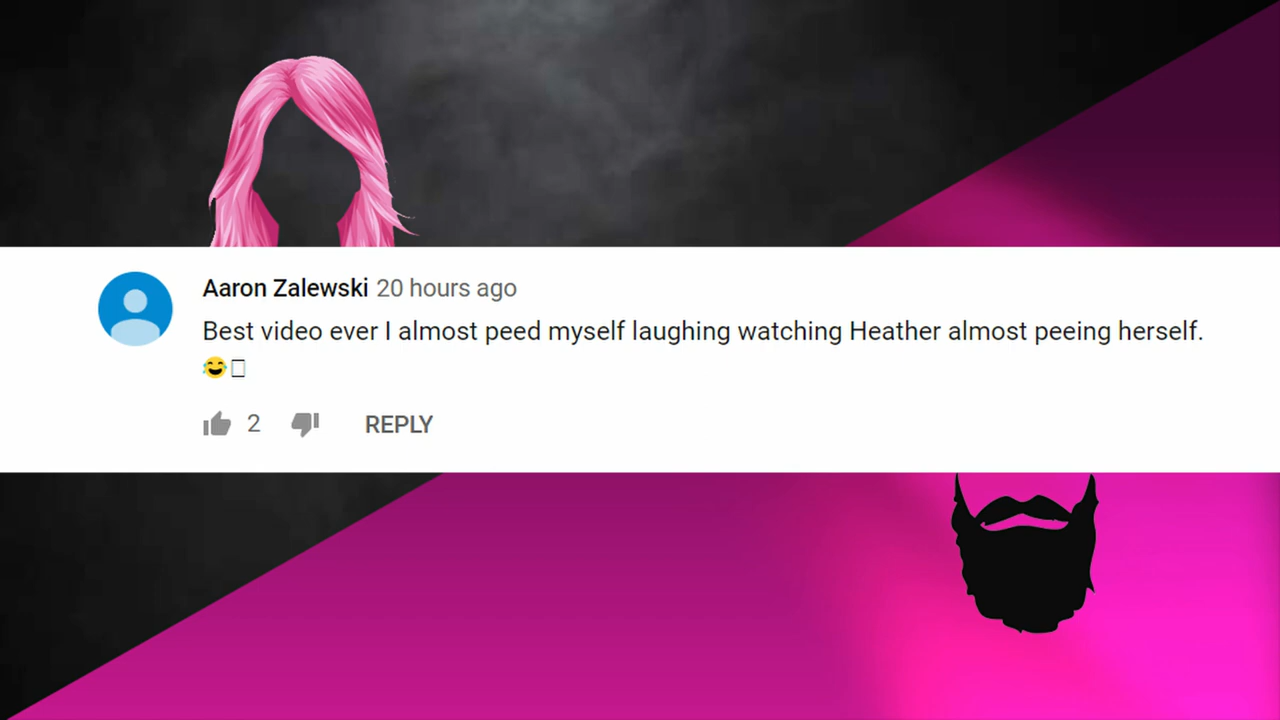 Aaron Zalewski 20 hours ago
Best video ever I almost peed myself laughing watching Heather almost peeing herself.
😂▯
2 REPLY